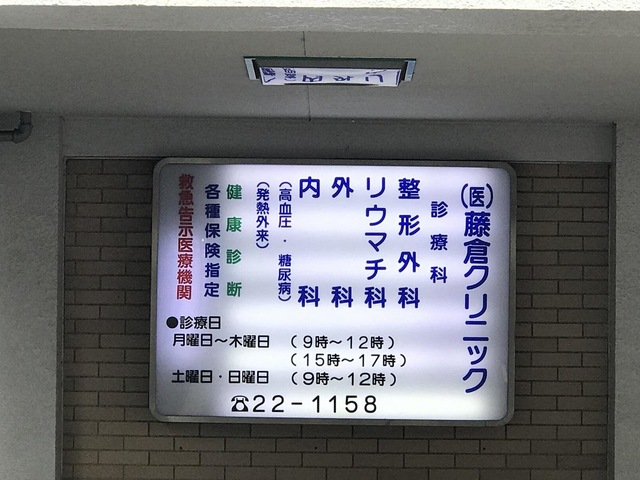 (医)藤倉クリニック
診療科
整形外科
リウマチ科
外科
内科
(高血圧・糖尿病)
(発熱外来)
健康診断
各種保険指定
救急告示医療機関
●診療日
月曜日～木曜日 (9時～12時)
(15時～17時)
土曜日・日曜日 (9時～12時)
☎22-1158